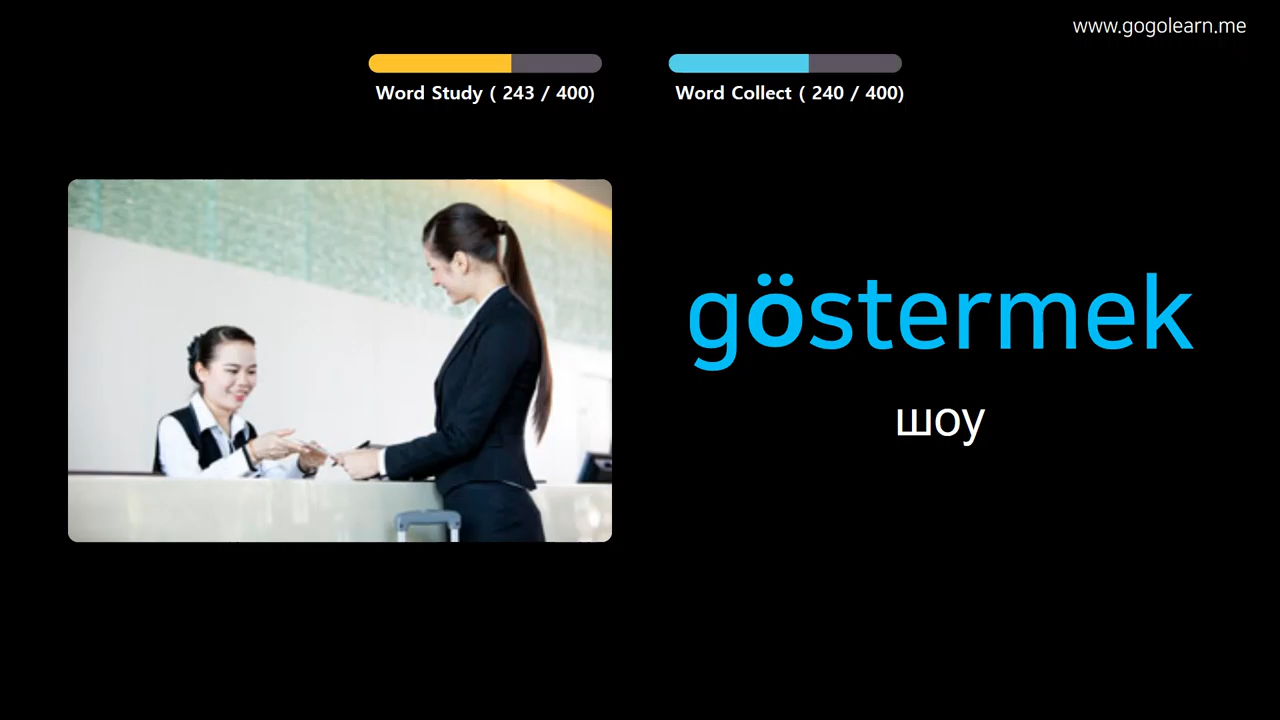 www.gogolearn.me
Word Study ( 243 / 400)
Word Collect ( 240 / 400)
göstermek
шоу